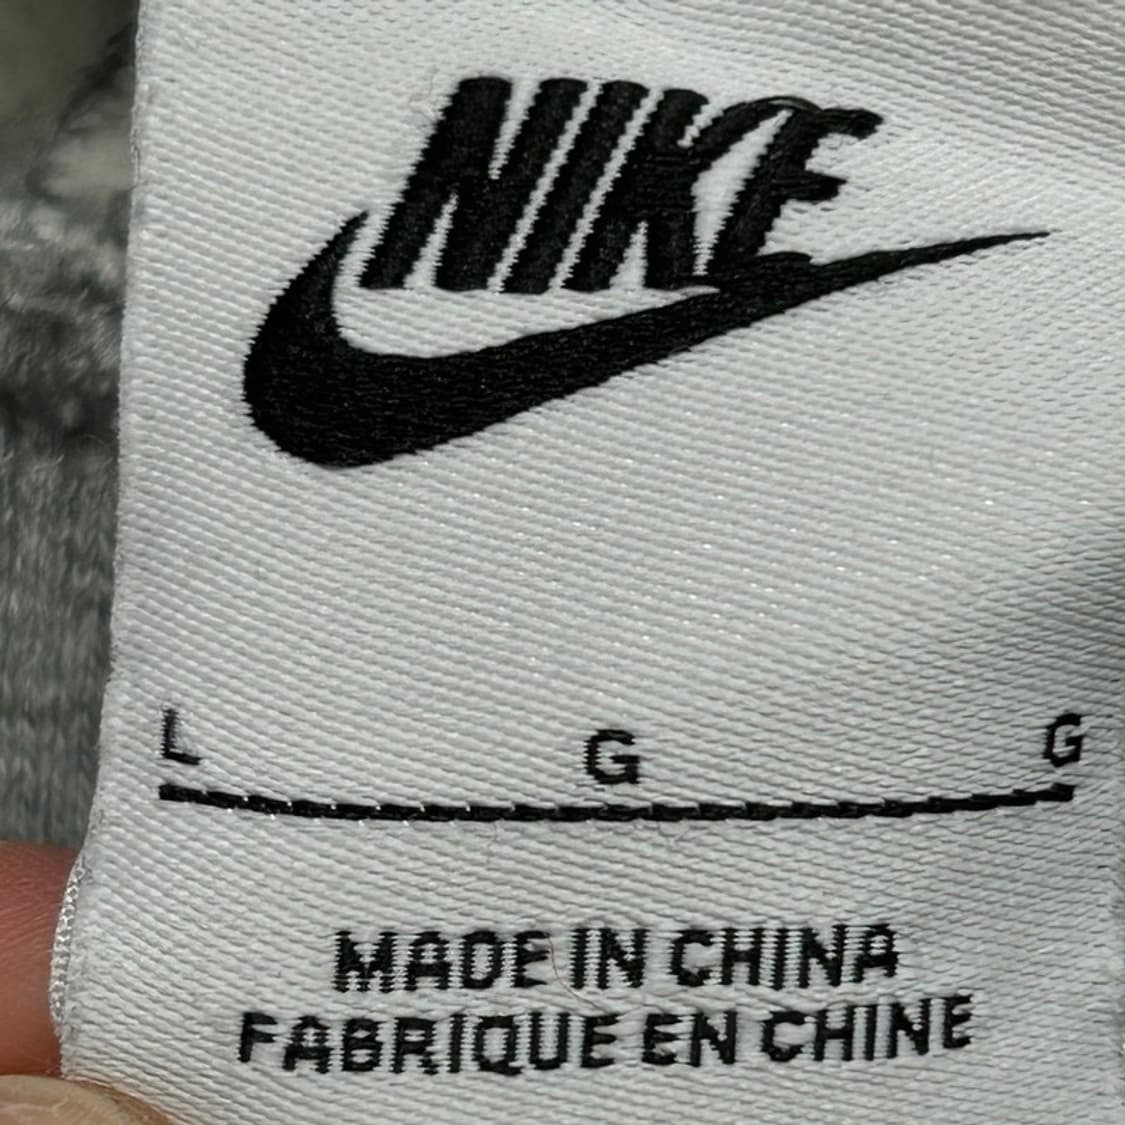 NIKE
L G G
MADE IN CHINA
FABRIQUE EN CHINE